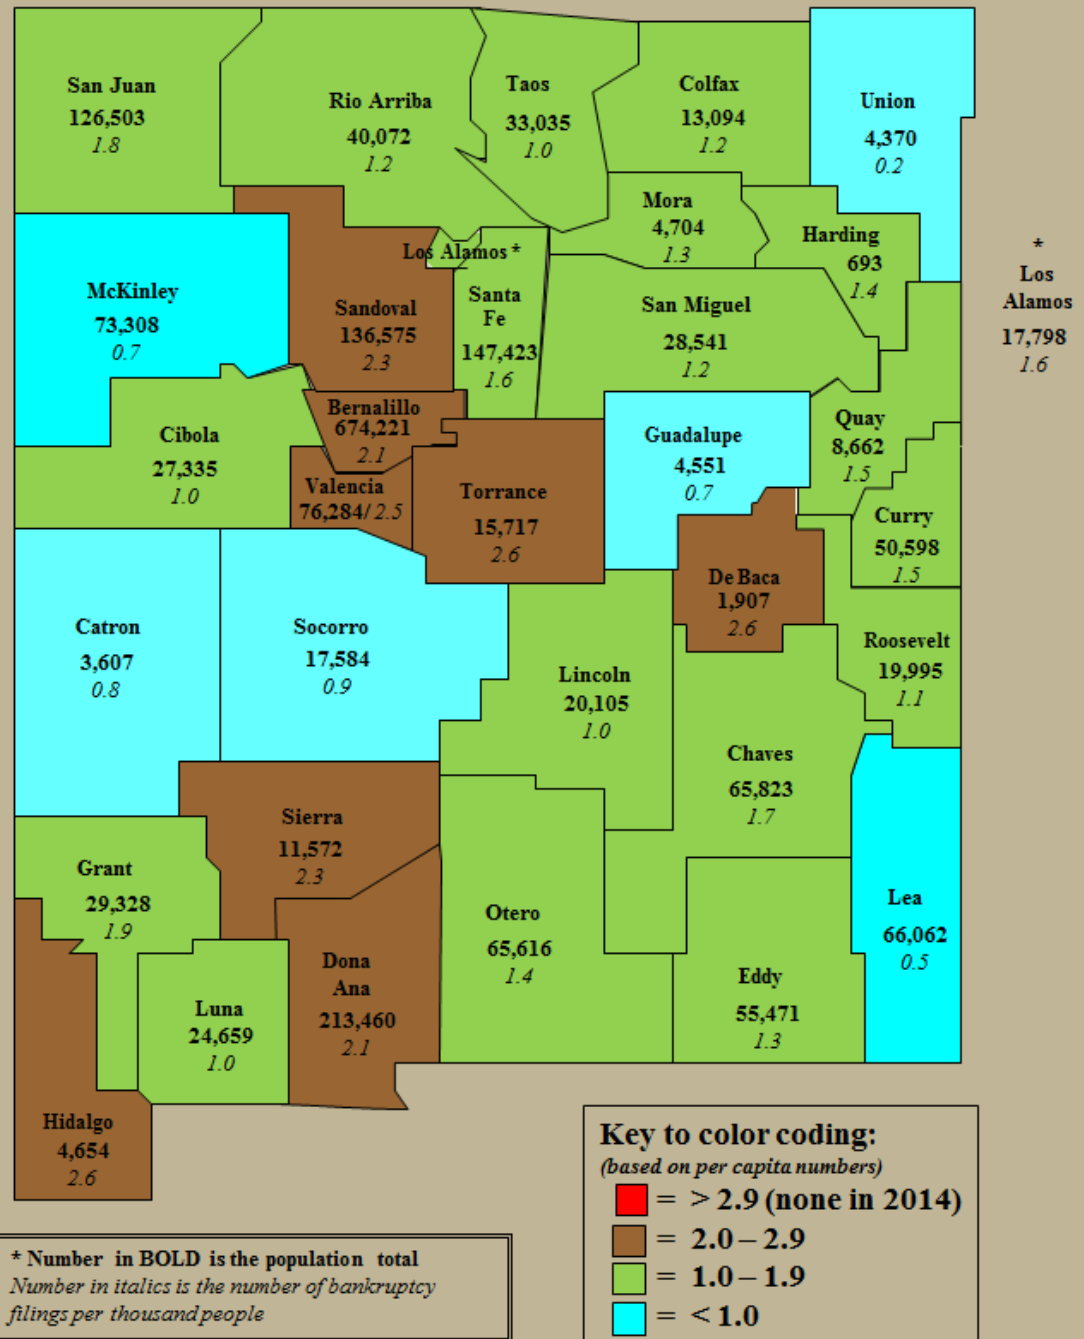 San Juan
126,503
1.8
Rio Arriba
40,072
1.2
Taos
33,035
1.0
Colfax
13,094
1.2
Union
4,370
0.2
Mora
4,704
1.3
Harding
693
1.4
*
Los
Alamos
17,798
1.6
Los Alamos *
McKinley
73,308
0.7
Sandoval
136,575
2.3
Santa
Fe
147,423
1.6
San Miguel
28,541
1.2
Bernalillo
674,221
2.1
Cibola
27,335
1.0
Guadalupe
4,551
0.7
Quay
8,662
1.5
Valencia
76,284/ 2.5
Torrance
15,717
2.6
Curry
50,598
1.5
De Baca
1,907
2.6
Catron
3,607
0.8
Socorro
17,584
0.9
Roosevelt
19,995
1.1
Lincoln
20,105
1.0
Chaves
65,823
1.7
Sierra
11,572
2.3
Grant
29,328
1.9
Otero
65,616
1.4
Lea
66,062
0.5
Dona
Ana
213,460
2.1
Eddy
55,471
1.3
Luna
24,659
1.0
Hidalgo
4,654
2.6
Key to color coding:
(based on per capita numbers)
= > 2.9 (none in 2014)
= 2.0 – 2.9
= 1.0 – 1.9
= < 1.0
* Number in BOLD is the population total
Number in italics is the number of bankruptcy
filings per thousand people